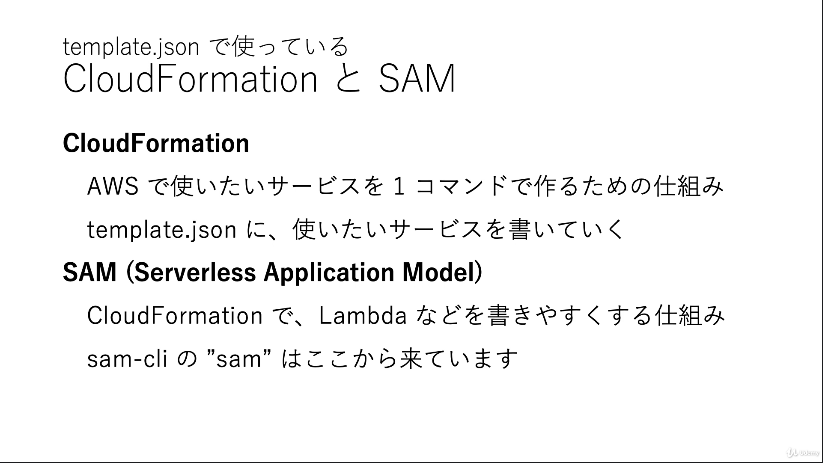 template.json で使っている
CloudFormation と SAM
CloudFormation
AWS で使いたいサービスを 1 コマンドで作るための仕組み
template.json に、使いたいサービスを書いていく
SAM (Serverless Application Model)
CloudFormation で、Lambda などを書きやすくする仕組み
sam-cli の ”sam” はここから来ています
Udemy